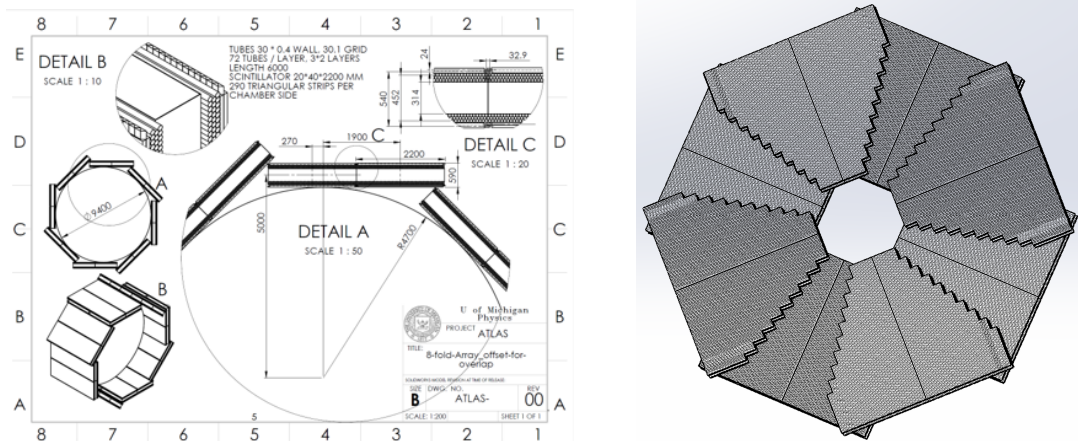 8 7 6 5 4 3 2 1
E
DETAIL B
SCALE 1 : 10
TUBES 30 * 0.4 WALL, 30.1 GRID
72 TUBES / LAYER, 3*2 LAYERS
LENGTH 6000
SCINTILLATOR 20*40*2200 MM
290 TRIANGULAR STRIPS PER
CHAMBER SIDE
24
32.9
540
452
314
E
D
270
1900
C
DETAIL C
SCALE 1 : 20
D
2200
590
A
∅9400
5000
C
DETAIL A
SCALE 1 : 50
R4700
C
B
B
U of Michigan
Physics
PROJECT
ATLAS
B
TITLE:
8-fold-Array_offset-for-
overlap
A
SIZE
B
DWG. NO.
ATLAS-
REV
00
A
SCALE: 1:200
SHEET 1 OF 1
5
8 7 6 5 4 3 2 1